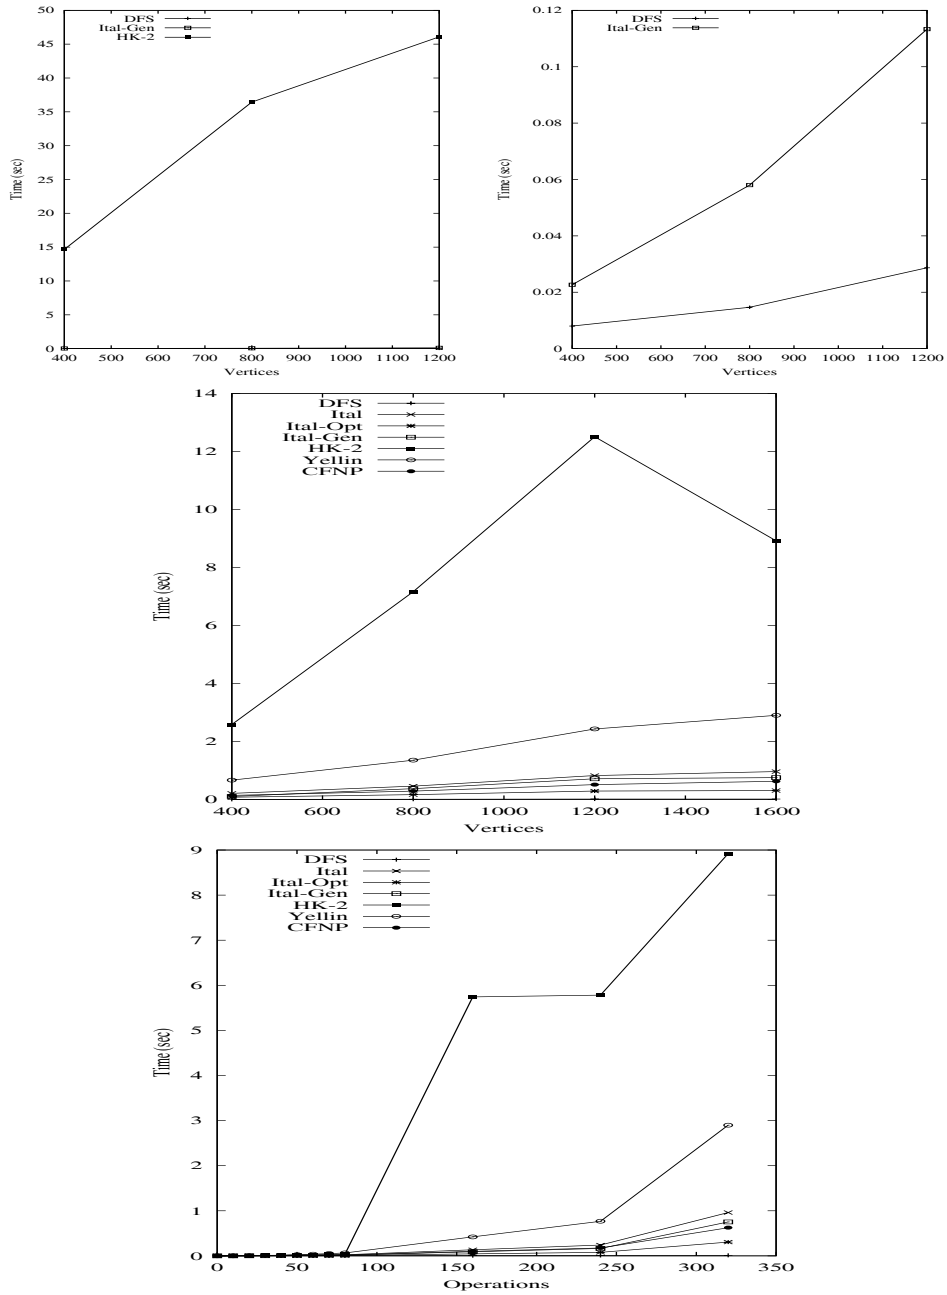 DFS
Ital-Gen
HK-2
50
45
40
35
30
25
20
15
10
5
0
Time (sec)
400 500 600 700 800 900 1000 1100 1200
Vertices
DFS
Ital-Gen
0.12
0.1
0.08
0.06
0.04
0.02
0
Time (sec)
400 500 600 700 800 900 1000 1100 1200
Vertices
DFS
Ital
Ital-Opt
Ital-Gen
HK-2
Yellin
CFNP
14
12
10
8
6
4
2
0
Time (sec)
400 600 800 1000 1200 1400 1600
Vertices
DFS
Ital
Ital-Opt
Ital-Gen
HK-2
Yellin
CFNP
9
8
7
6
5
4
3
2
1
0
Time (sec)
0 50 100 150 200 250 300 350
Operations